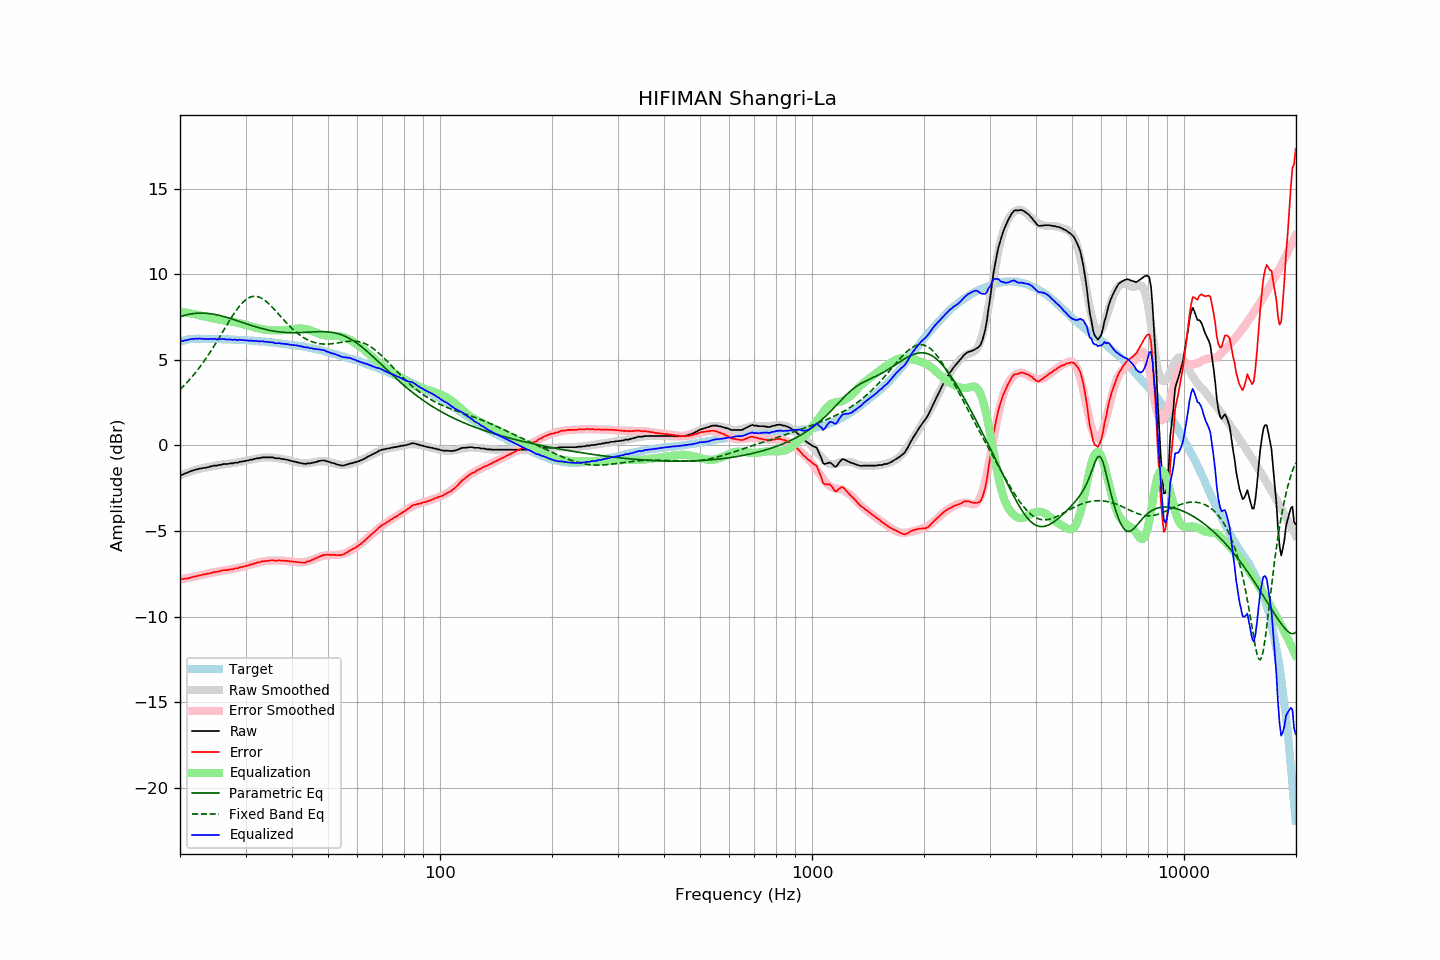 HIFIMAN Shangri-La
15
10
5
0
−5
−10
−15
−20
Amplitude (dBr)
Target
Raw Smoothed
Error Smoothed
Raw
Error
Equalization
Parametric Eq
Fixed Band Eq
Equalized
100
1000
10000
Frequency (Hz)